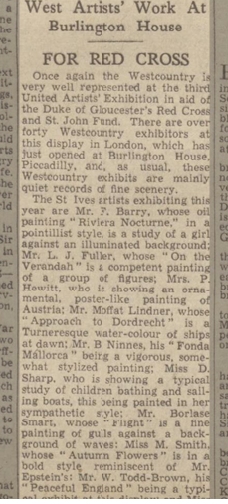 West Artists' Work At
Burlington House
FOR RED CROSS
Once again the Westcountry is
very well represented at the third
United Artists' Exhibition in aid of
the Duke of Gloucester's Red Cross
and St. John Fund. There are over
forty Westcountry exhibitors at
this display in London, which has
just opened at Burlington House,
Piccadilly, and, as usual, these
Westcountry exhibits are mainly
quiet records of fine scenery.
The St Ives artists exhibiting this
year are Mr. F. Barry, whose oil
painting "Riviera Nocturne," in a
pointillist style, is a study of a girl
against an illuminated background;
Mr. L. J. Fuller, whose "On the
Verandah" is a competent painting
of a group of figures; Mrs. P.
who is showing an orna-
mental, poster-like painting of
Austria; Mr. Moffat Lindner, whose
"Approach to Dordrecht" is a
Turneresque water-colour of ships
at dawn; Mr. B Ninnes, his "Fonda
Mallorca" being a vigorous, some-
what stylized painting; Miss D.
Sharp, who is showing a typical
study of children bathing and sail-
ing boats, this being painted in her
sympathetic style; Mr. Borlase
Smart, whose "Flight" is a fine
painting of gulls against a back-
ground of waves; Miss M. Smith,
whose "Autumn Flowers" is in a
bold style reminiscent of Mr.
Epstein's; Mr. W. Todd-Brown, his
"Peaceful England" being a typi-